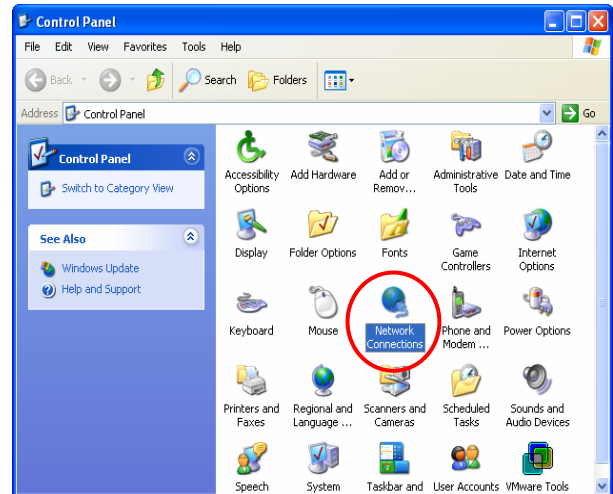 Control Panel
File Edit View Favorites Tools Help
Back Search Folders
Address Control Panel Go
Control Panel
Switch to Category View
See Also
Windows Update
Help and Support
Accessibility Options
Add Hardware
Add or Remov...
Administrative Tools
Date and Time
Display
Folder Options
Fonts
Game Controllers
Internet Options
Keyboard
Mouse
Network Connections
Phone and Modem ...
Power Options
Printers and Faxes
Regional and Language ...
Scanners and Cameras
Scheduled Tasks
Sounds and Audio Devices
Speech
System
Taskbar and
User Accounts
VMware Tools